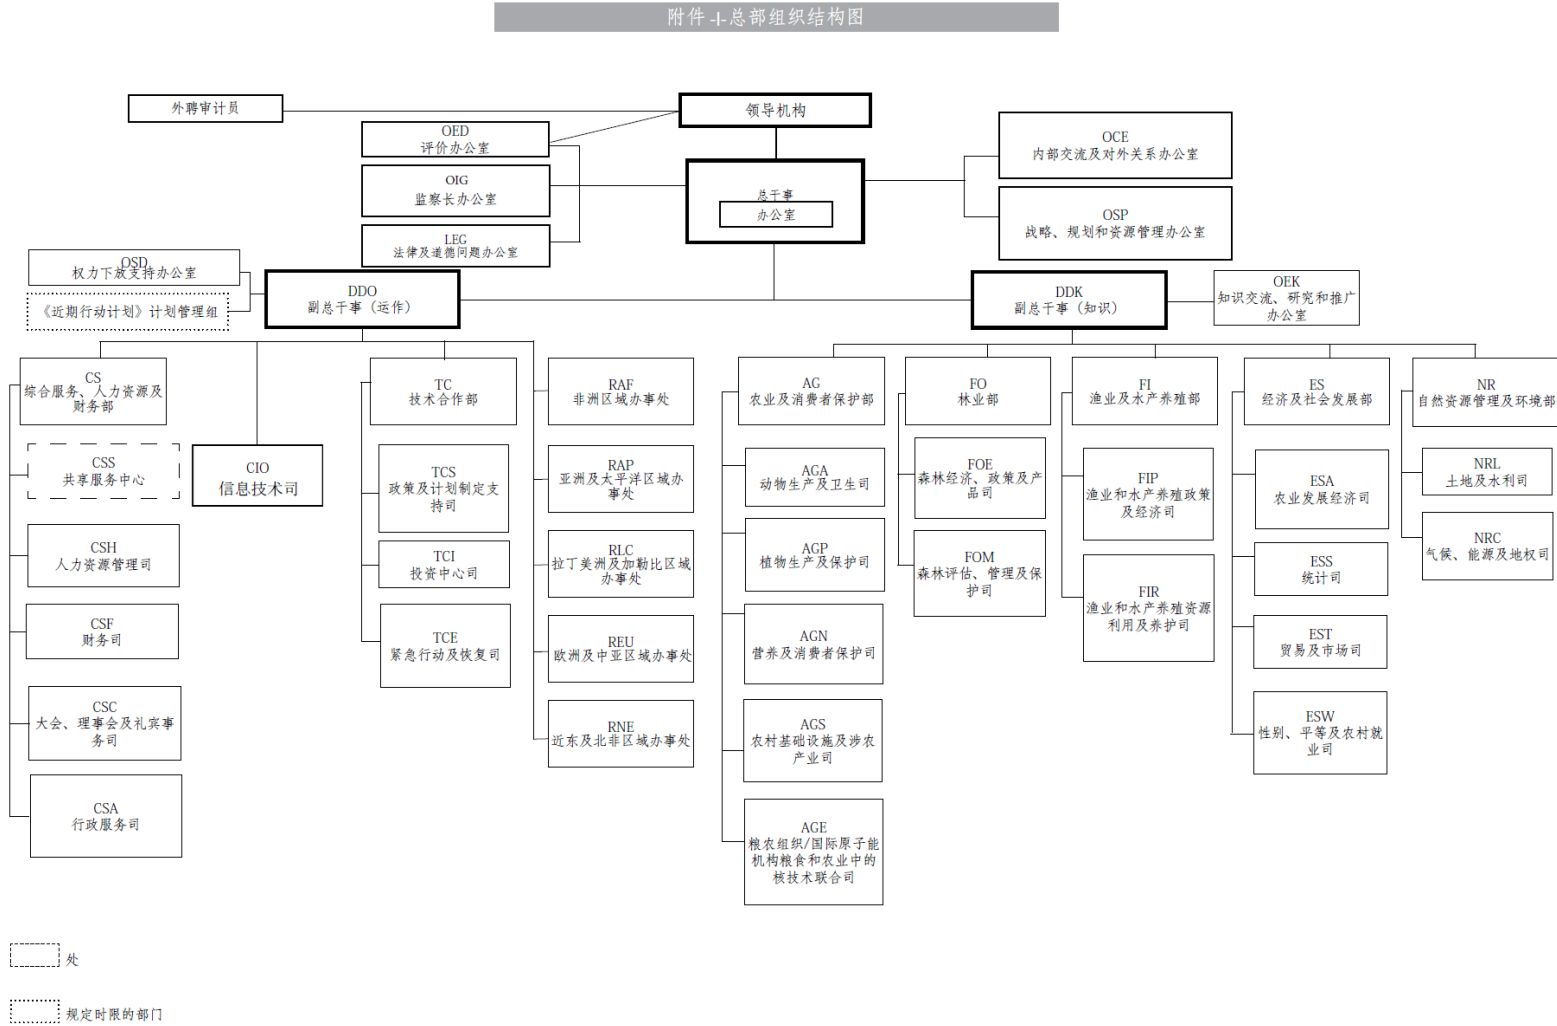 附件 -I-总部组织结构图
外聘审计员
领导机构
OED
评价办公室
OIG
监察长办公室
LEG
法律及道德问题办公室
总干事
办公室
OCE
内部交流及对外关系办公室
OSP
战略、规划和资源管理办公室
OSD
权力下放支持办公室
《近期行动计划》计划管理组
DDO
副总干事（运作）
DDK
副总干事（知识）
OEK
知识交流、研究和推广
办公室
CS
综合服务、人力资源及
财务部
CSS
共享服务中心
CSH
人力资源管理司
CSF
财务司
CSC
大会、理事会及礼宾事
务司
CSA
行政服务司
CIO
信息技术司
TC
技术合作部
TCS
政策及计划制定支
持司
TCI
投资中心司
TCE
紧急行动及恢复司
RAF
非洲区域办事处
RAP
亚洲及太平洋区域办
事处
RLC
拉丁美洲及加勒比区域
办事处
REU
欧洲及中亚区域办事处
RNE
近东及北非区域办事处
AG
农业及消费者保护部
AGA
动物生产及卫生司
AGP
植物生产及保护司
AGN
营养及消费者保护司
AGS
农村基础设施及涉农
产业司
AGE
粮农组织/国际原子能
机构粮食和农业中的
核技术联合司
FO
林业部
FOE
森林经济、政策及产
品司
FOM
森林评估、管理及保
护司
FI
渔业及水产养殖部
FIP
渔业和水产养殖政策
及经济司
FIR
渔业和水产养殖资源
利用及养护司
ES
经济及社会发展部
ESA
农业发展经济司
ESS
统计司
EST
贸易及市场司
ESW
性别、平等及农村就
业司
NR
自然资源管理及环境部
NRL
土地及水利司
NRC
气候、能源及地权司
处
规定时限的部门